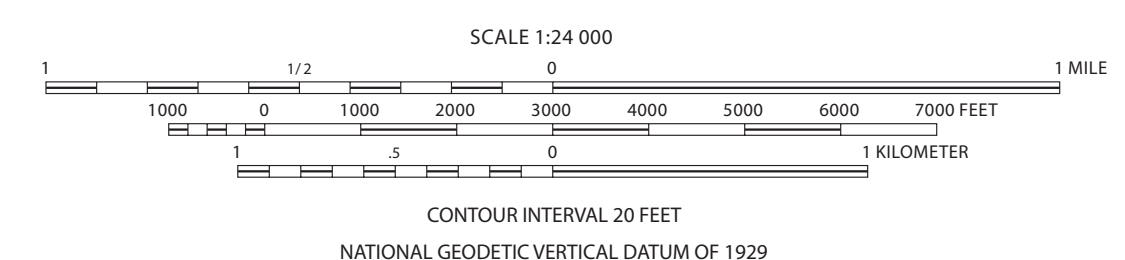 SCALE 1:24 000
1 1/2 0 1 MILE
1000 0 1000 2000 3000 4000 5000 6000 7000 FEET
1 .5 0 1 KILOMETER
CONTOUR INTERVAL 20 FEET
NATIONAL GEODETIC VERTICAL DATUM OF 1929